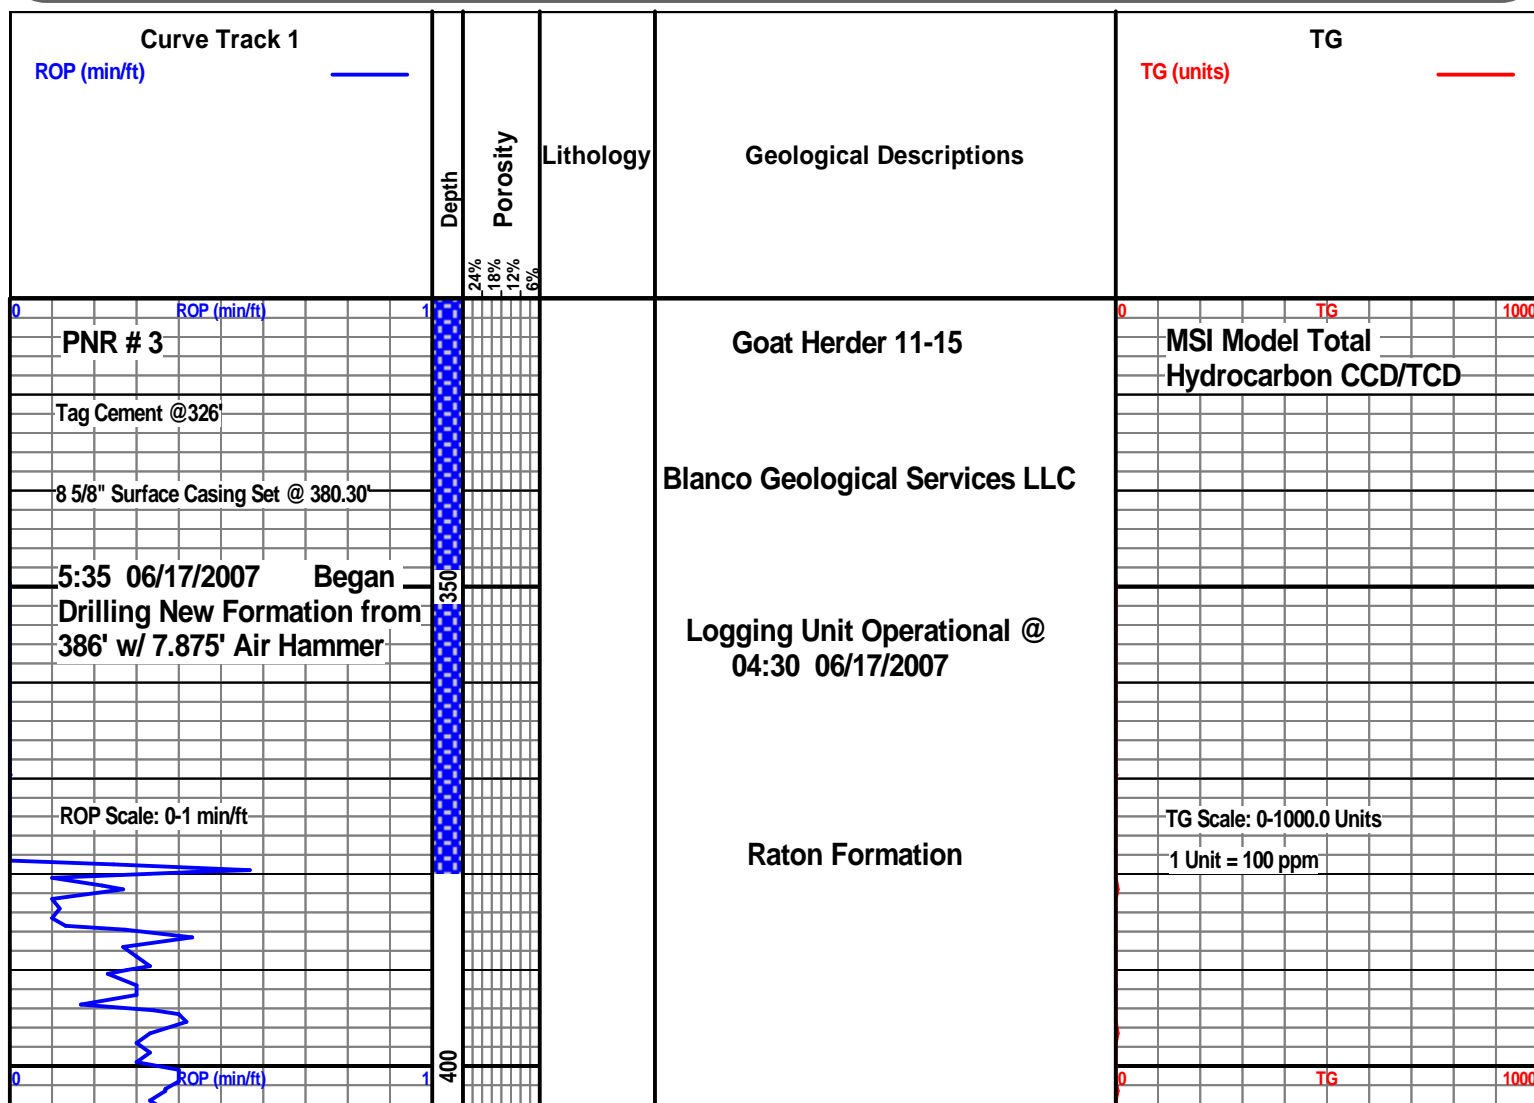 Curve Track 1
ROP (min/ft)
Depth
Porosity
24%
18%
12%
6%
Lithology
Geological Descriptions
TG
TG (units)
0 ROP (min/ft) 1
0 TG 1000
PNR # 3
Goat Herder 11-15
MSI Model Total
Hydrocarbon CCD/TCD
Tag Cement @326'
Blanco Geological Services LLC
8 5/8" Surface Casing Set @ 380.30'
5:35 06/17/2007 Began
Drilling New Formation from
386' w/ 7.875' Air Hammer
350
Logging Unit Operational @
04:30 06/17/2007
ROP Scale: 0-1 min/ft
TG Scale: 0-1000.0 Units
Raton Formation
1 Unit = 100 ppm
400
0 ROP (min/ft) 1
0 TG 1000